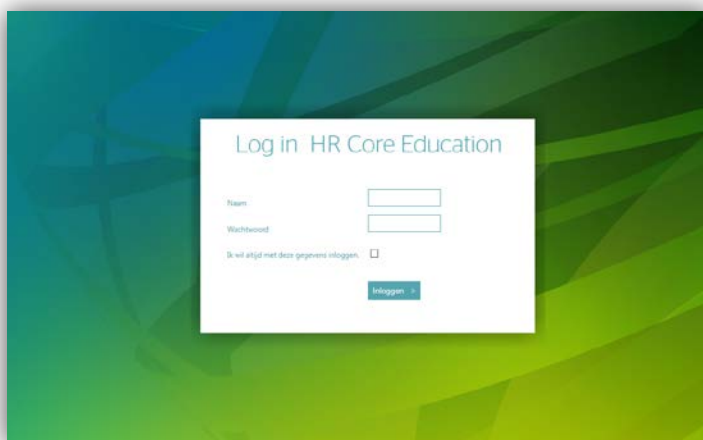 Log in HR Core Education
Naam
Wachtwoord
Ik wil altijd met deze gegevens inloggen.
Inloggen >